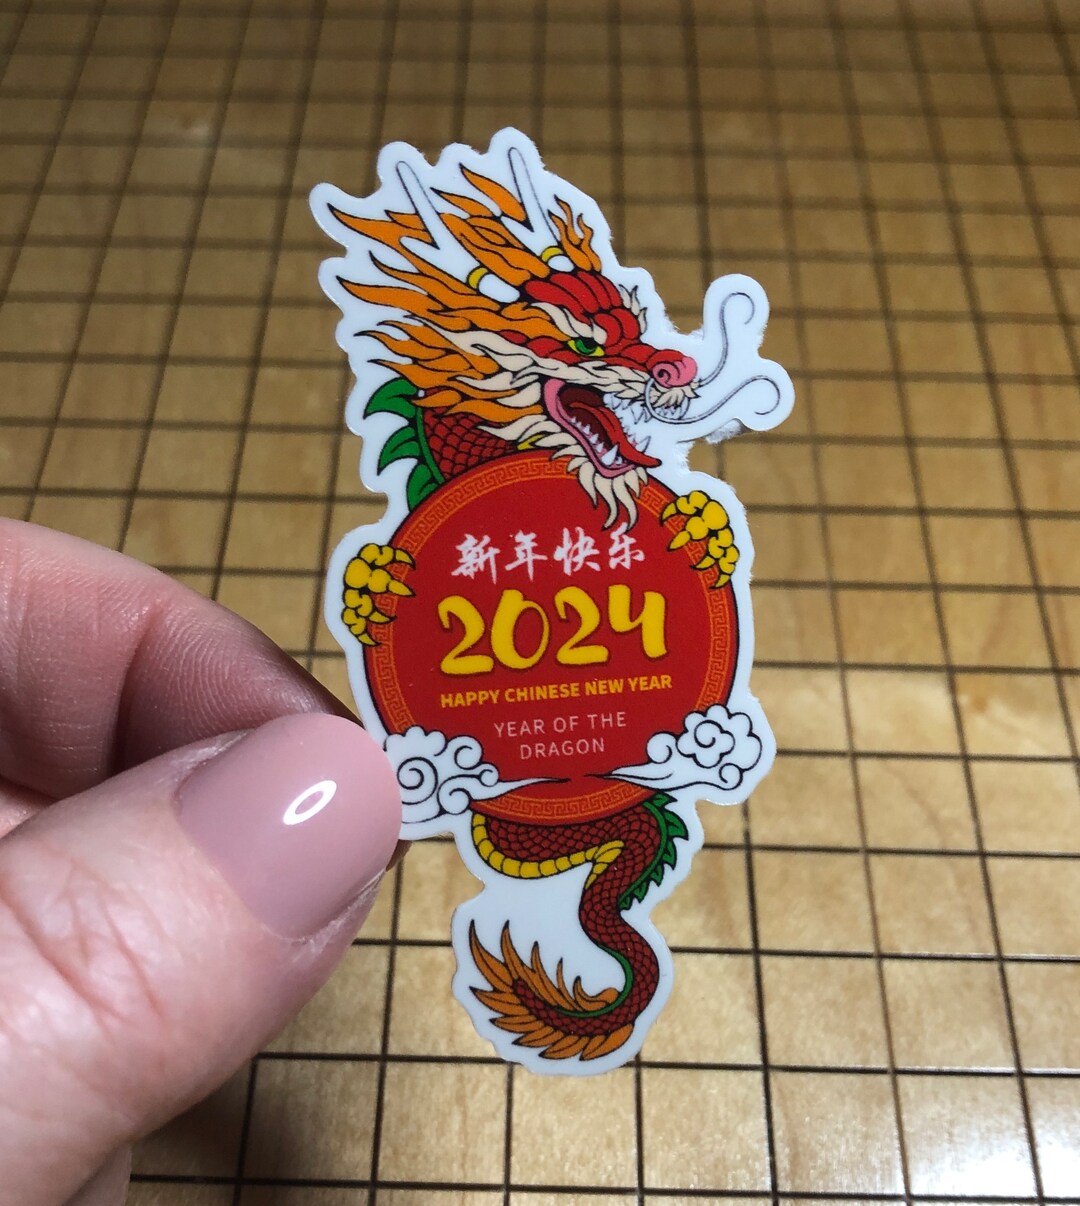 新年快乐
2024
HAPPY CHINESE NEW YEAR
YEAR OF THE
DRAGON